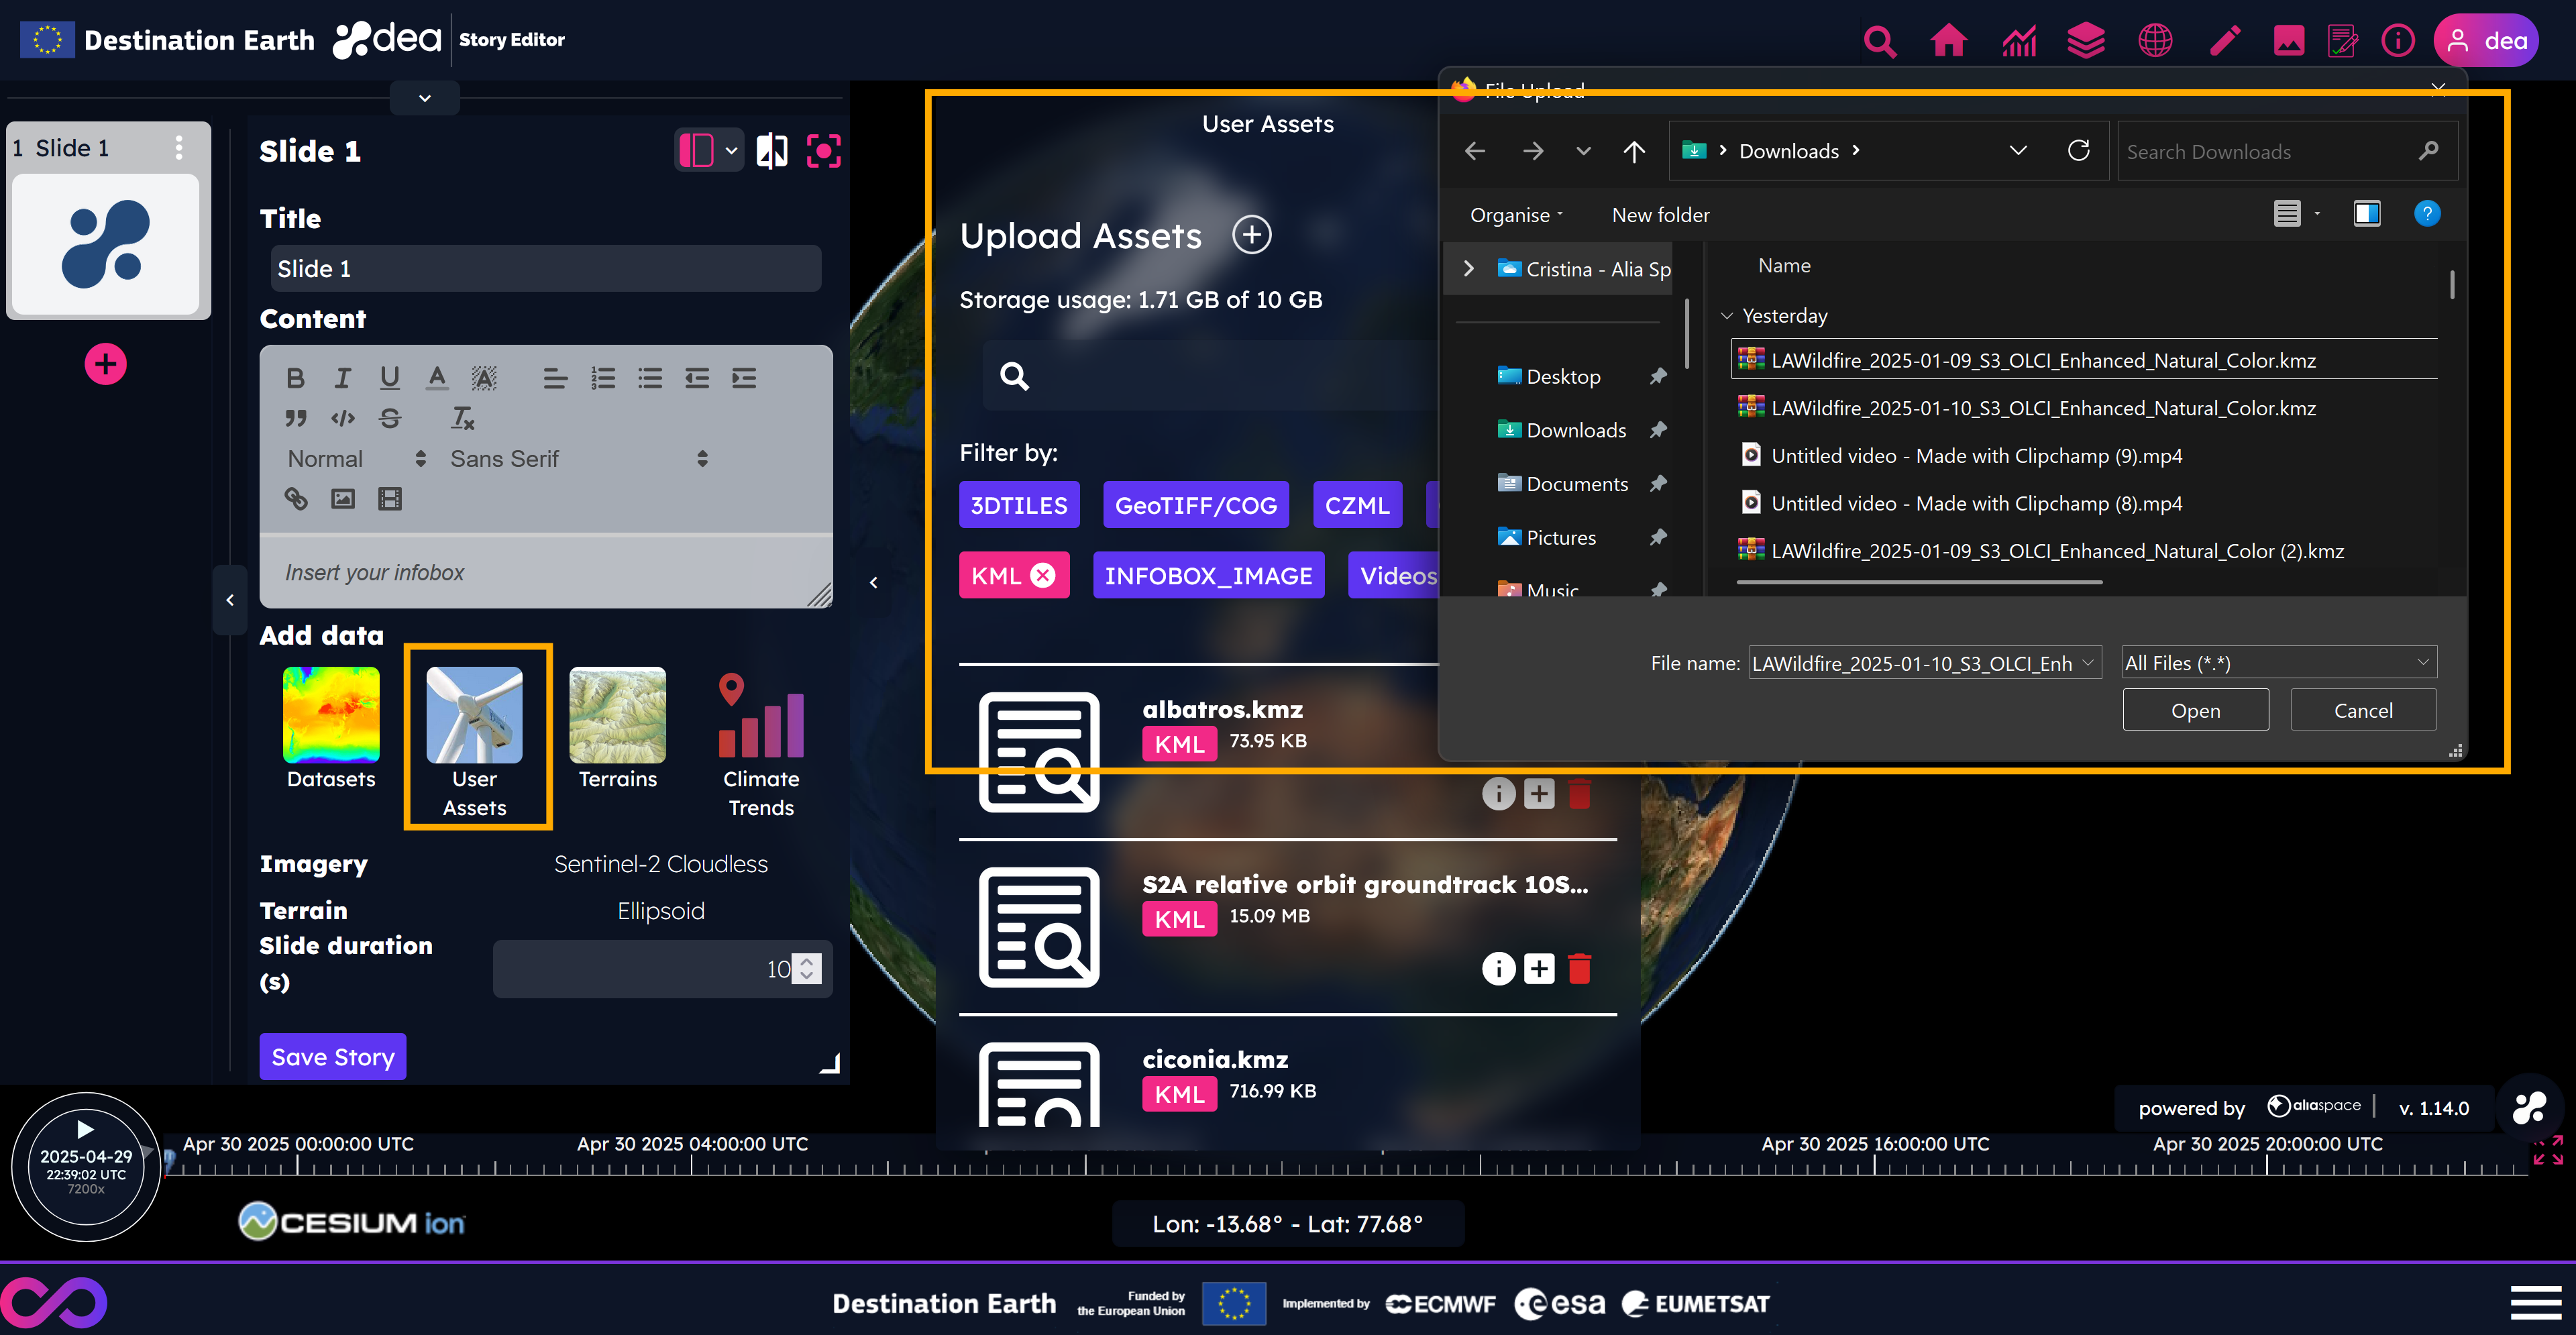 Destination Earth
dea
Story Editor
dea
1 Slide 1
Slide 1
Title
Slide 1
Content
Normal
Sans Serif
Insert your infobox
Add data
Datasets
User Assets
Terrains
Climate Trends
Imagery
Sentinel-2 Cloudless
Terrain
Ellipsoid
Slide duration (s)
10
Save Story
User Assets
Upload Assets
Storage usage: 1.71 GB of 10 GB
Filter by:
3DTILES
GeoTIFF/COG
CZML
KML
INFOBOX_IMAGE
Videos
albatros.kmz
KML
73.95 KB
S2A relative orbit groundtrack 10S...
KML
15.09 MB
ciconia.kmz
KML
716.99 KB
File Upload
Downloads
Search Downloads
Organise
New folder
Cristina - Alia Sp
Desktop
Downloads
Documents
Pictures
Music
Name
Yesterday
LAWildfire_2025-01-09_S3_OLCI_Enhanced_Natural_Color.kmz
LAWildfire_2025-01-10_S3_OLCI_Enhanced_Natural_Color.kmz
Untitled video - Made with Clipchamp (9).mp4
Untitled video - Made with Clipchamp (8).mp4
LAWildfire_2025-01-09_S3_OLCI_Enhanced_Natural_Color (2).kmz
File name:
LAWildfire_2025-01-10_S3_OLCI_Enh
All Files (*.*)
Open
Cancel
powered by
aliaspace
v. 1.14.0
2025-04-29
22:39:02 UTC
7200x
Apr 30 2025 00:00:00 UTC
Apr 30 2025 04:00:00 UTC
Apr 30 2025 16:00:00 UTC
Apr 30 2025 20:00:00 UTC
CESIUM ion
Lon: -13.68° - Lat: 77.68°
Destination Earth
Funded by
the European Union
Implemented by
ECMWF
esa
EUMETSAT